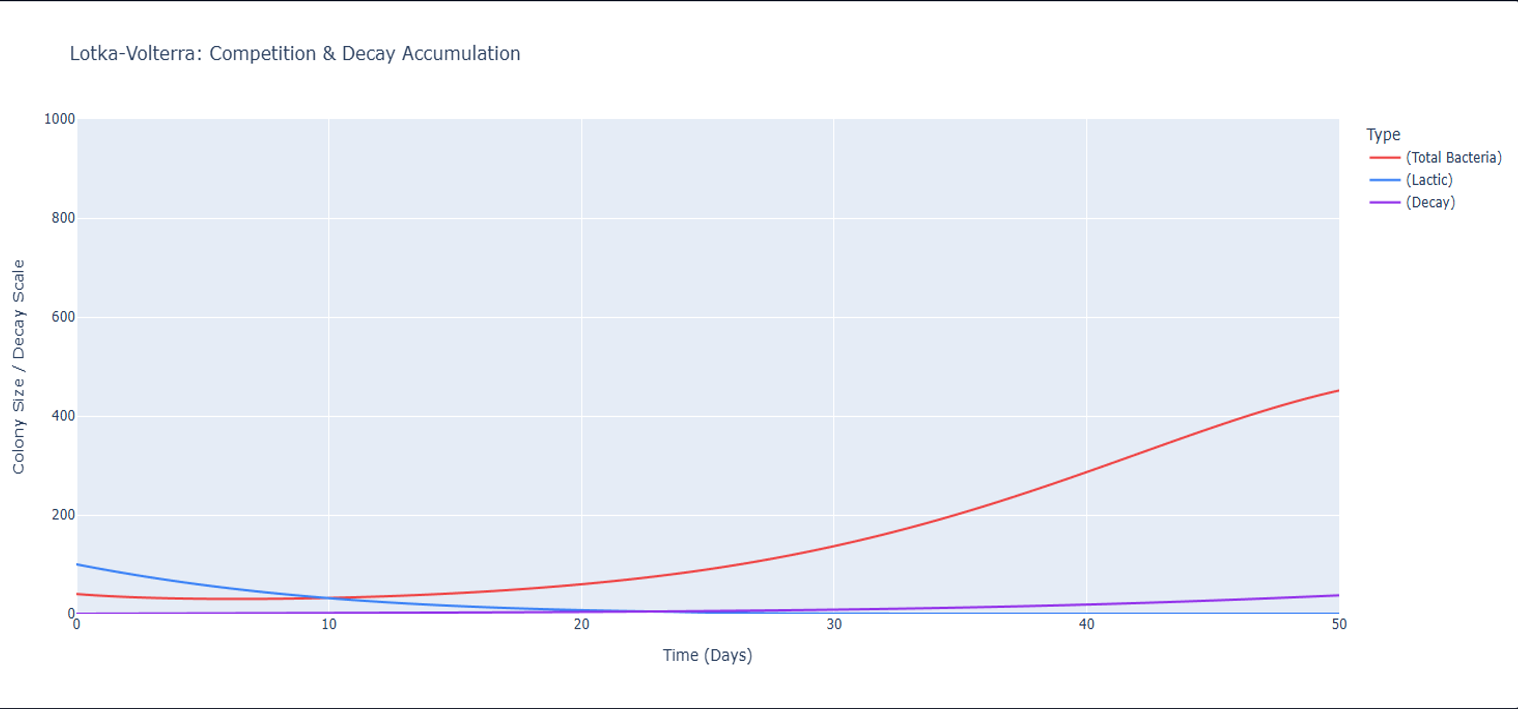 Lotka-Volterra: Competition & Decay Accumulation
Type
(Total Bacteria)
(Lactic)
(Decay)
Colony Size / Decay Scale
1000
800
600
400
200
0
0 10 20 30 40 50
Time (Days)